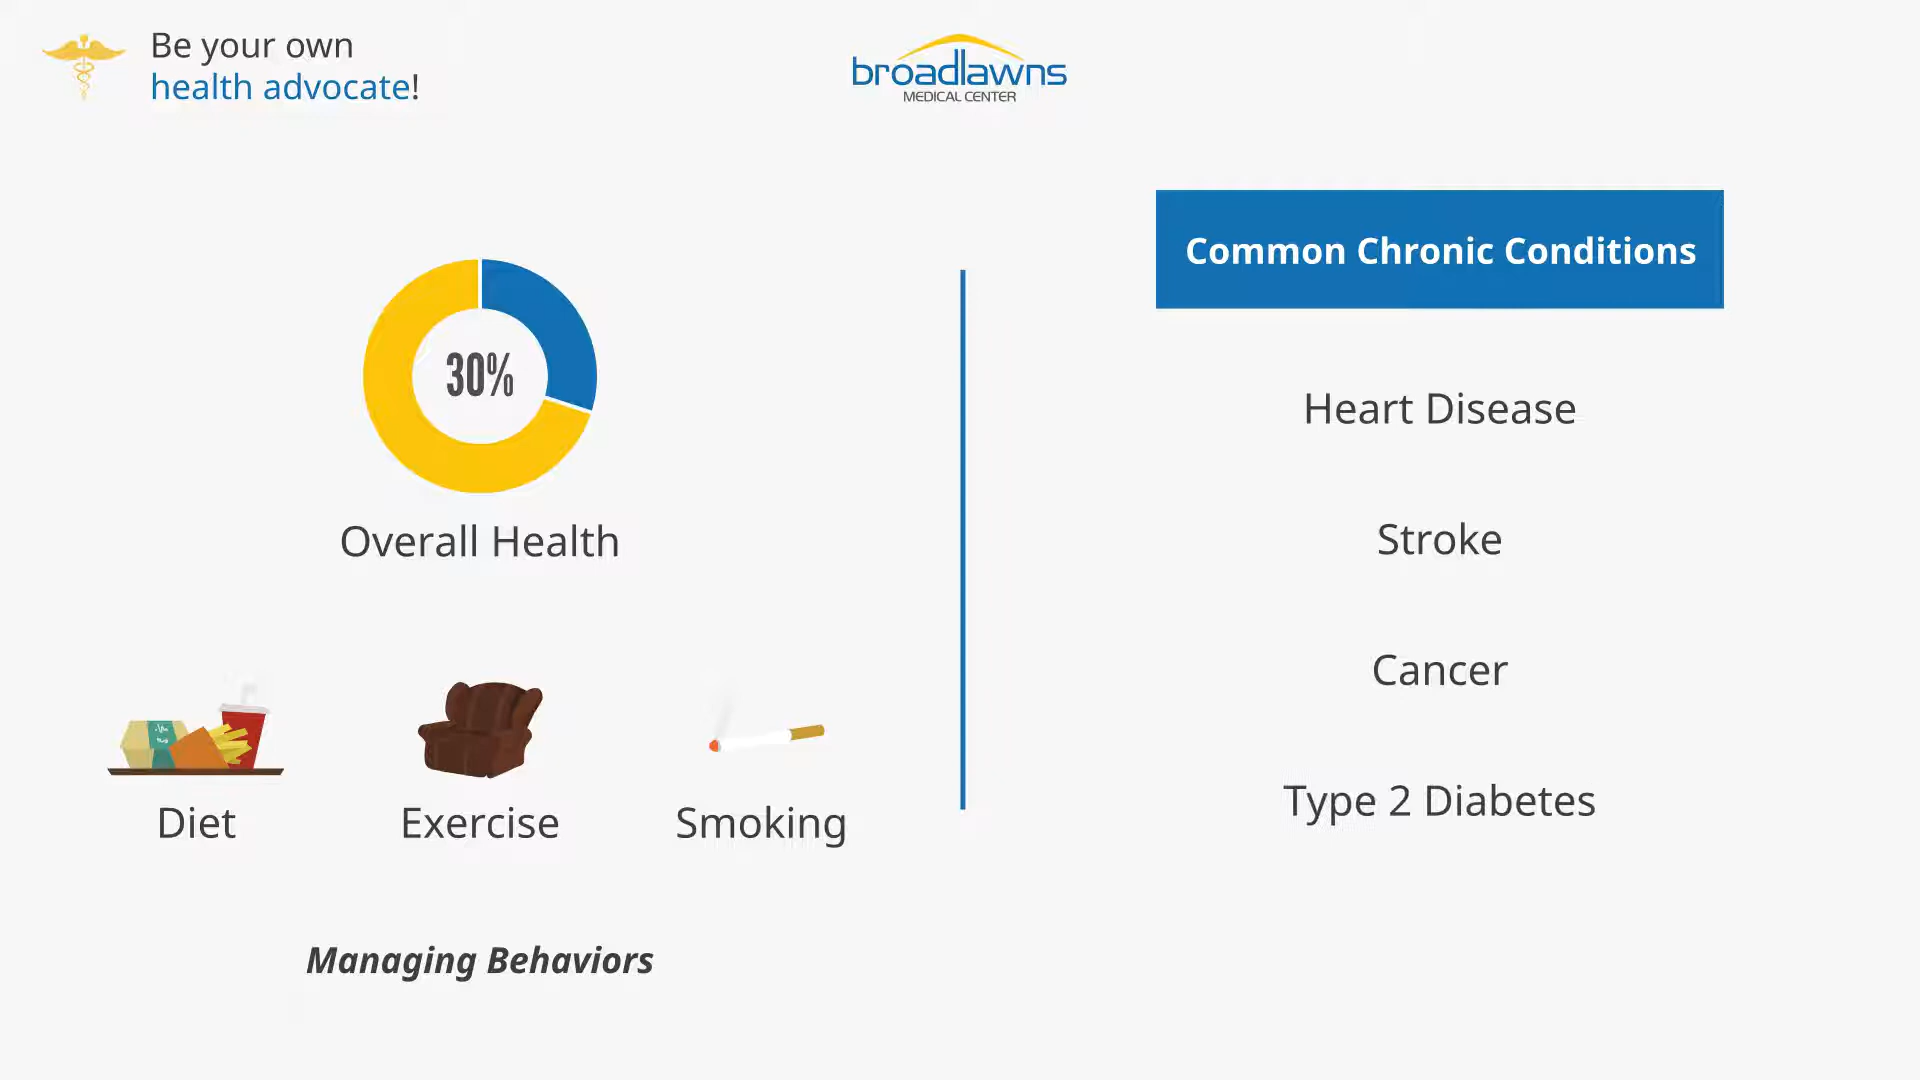 Be your own
health advocate!
broadlawns
MEDICAL CENTER
30%
Overall Health
Diet
Exercise
Smoking
Managing Behaviors
Common Chronic Conditions
Heart Disease
Stroke
Cancer
Type 2 Diabetes